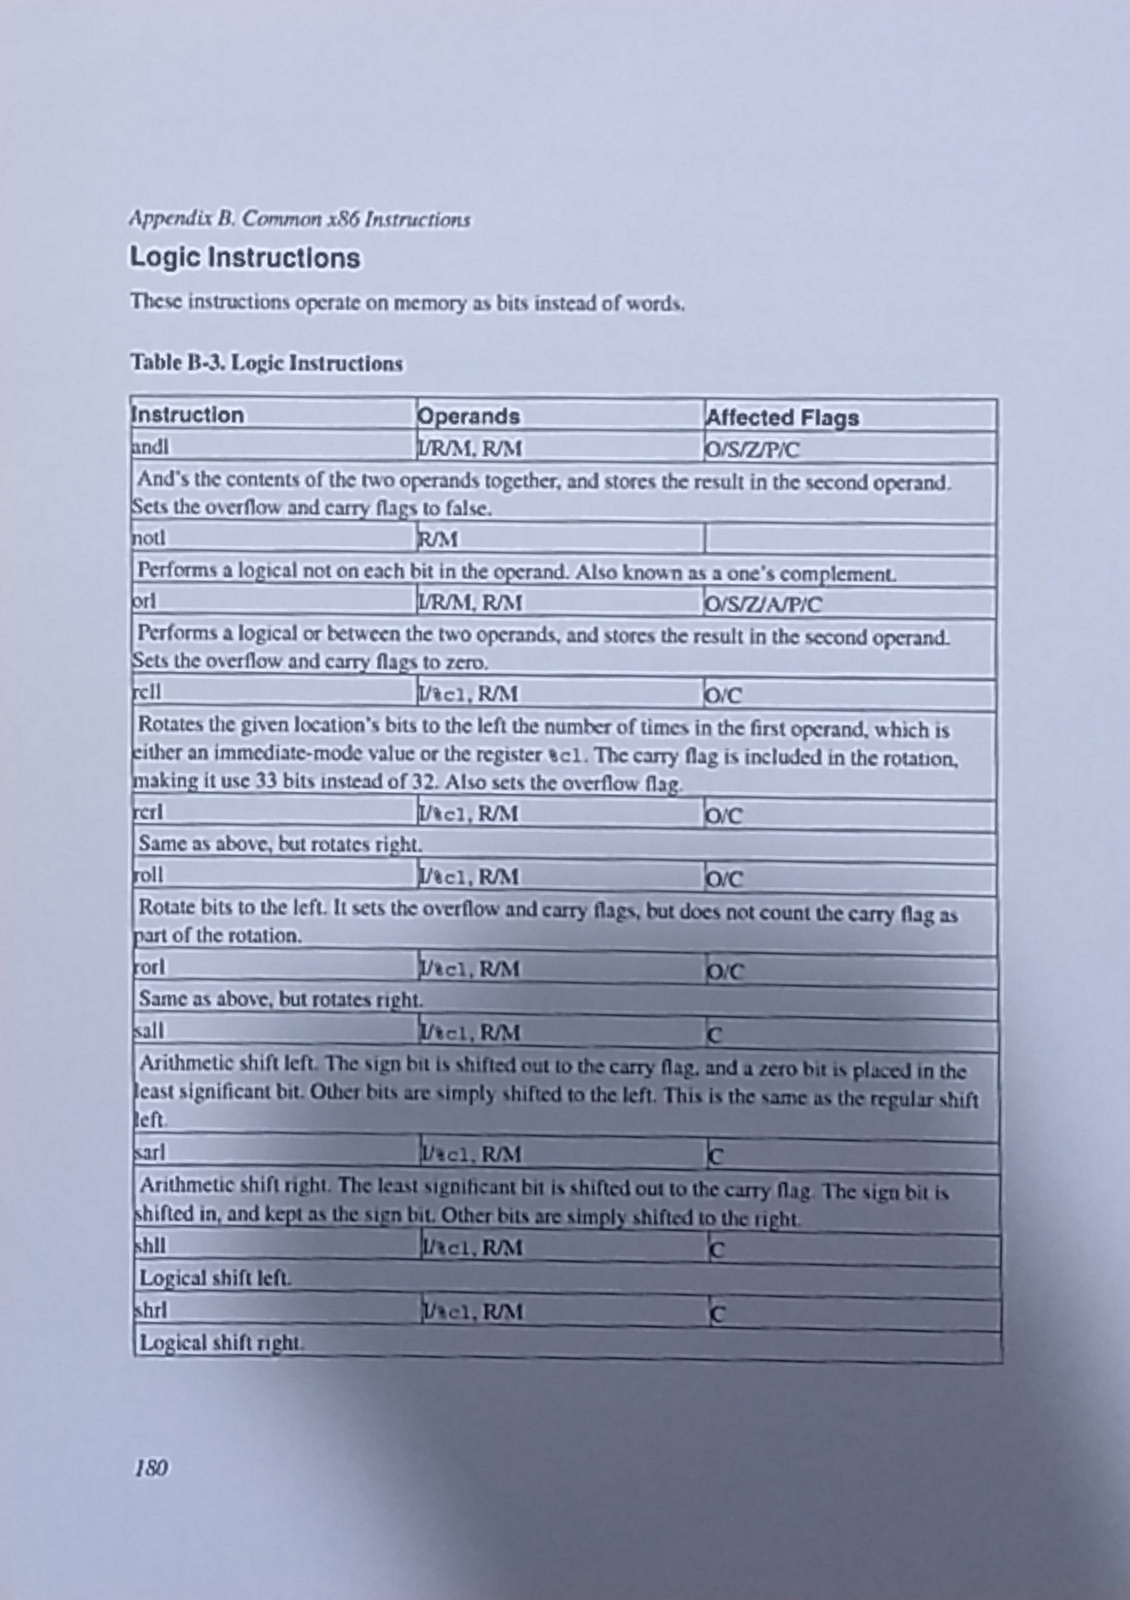 Appendix B. Common x86 Instructions
Logic Instructions
These instructions operate on memory as bits instead of words.
Table B-3. Logic Instructions
Instruction Operands Affected Flags
andl I/R/M, R/M O/S/Z/P/C
And's the contents of the two operands together, and stores the result in the second operand.
Sets the overflow and carry flags to false.
notl R/M
Performs a logical not on each bit in the operand. Also known as a one's complement.
orl I/R/M, R/M O/S/Z/A/P/C
Performs a logical or between the two operands, and stores the result in the second operand.
Sets the overflow and carry flags to zero.
rcll I/%cl, R/M O/C
Rotates the given location's bits to the left the number of times in the first operand, which is
either an immediate-mode value or the register %cl. The carry flag is included in the rotation,
making it use 33 bits instead of 32. Also sets the overflow flag.
rcrl I/%cl, R/M O/C
Same as above, but rotates right.
roll I/%cl, R/M O/C
Rotate bits to the left. It sets the overflow and carry flags, but does not count the carry flag as
part of the rotation.
rorl I/%cl, R/M O/C
Same as above, but rotates right.
sall I/%cl, R/M C
Arithmetic shift left. The sign bit is shifted out to the carry flag, and a zero bit is placed in the
least significant bit. Other bits are simply shifted to the left. This is the same as the regular shift
left.
sarl I/%cl, R/M C
Arithmetic shift right. The least significant bit is shifted out to the carry flag. The sign bit is
shifted in, and kept as the sign bit. Other bits are simply shifted to the right.
shll I/%cl, R/M C
Logical shift left.
shrl I/%cl, R/M C
Logical shift right.
180